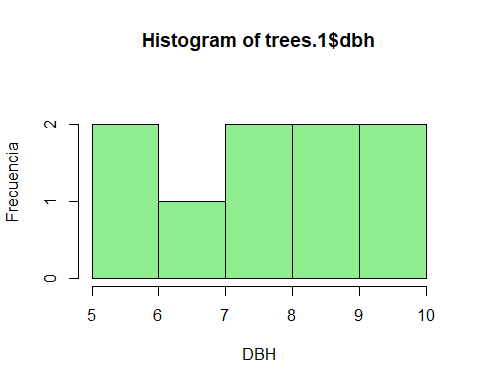 Histogram of trees.1$dbh
Frecuencia
2
1
0
5 6 7 8 9 10
DBH